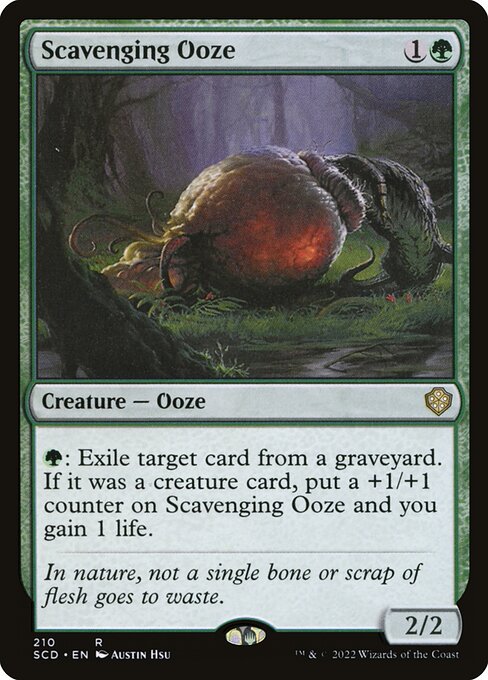 Scavenging Ooze 1
Creature — Ooze
: Exile target card from a graveyard.
If it was a creature card, put a +1/+1
counter on Scavenging Ooze and you
gain 1 life.
In nature, not a single bone or scrap of
flesh goes to waste.
2/2
210 R
SCD • EN Austin Hsu ™ & © 2022 Wizards of the Coast